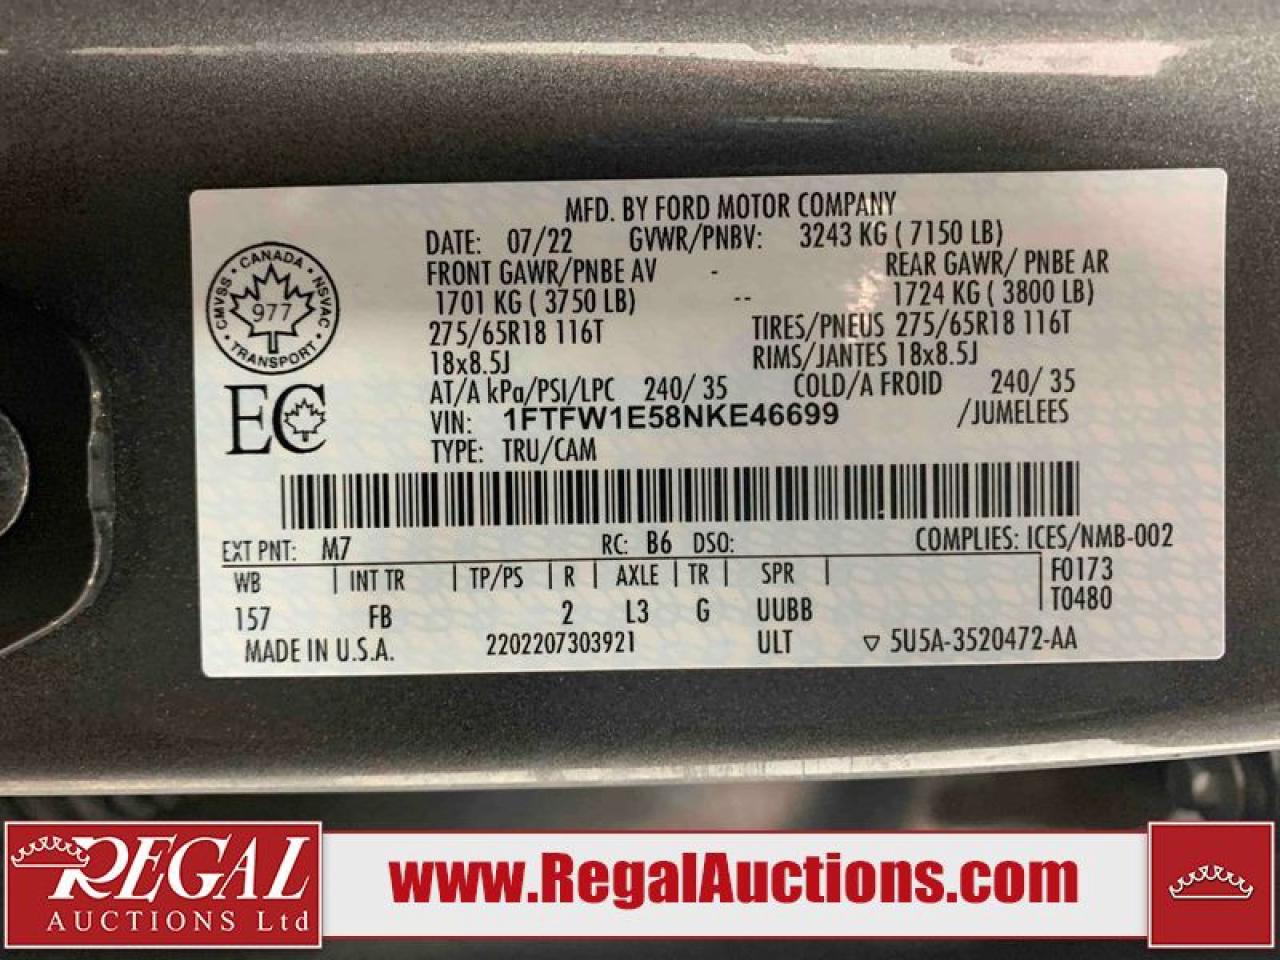 MFD. BY FORD MOTOR COMPANY
DATE: 07/22 GVWR/PNBV: 3243 KG ( 7150 LB)
FRONT GAWR/PNBE AV - REAR GAWR/ PNBE AR
1701 KG ( 3750 LB) -- 1724 KG ( 3800 LB)
275/65R18 116T TIRES/PNEUS 275/65R18 116T
18x8.5J RIMS/JANTES 18x8.5J
AT/A kPa/PSI/LPC 240/ 35 COLD/A FROID 240/ 35
VIN: 1FTFW1E58NKE46699 /JUMELEES
TYPE: TRU/CAM
CMVSS • CANADA • NSVAC • TRANSPORT •
977
EC
EXT PNT: M7 RC: B6 DSO: COMPLIES: ICES/NMB-002
WB | INT TR | TP/PS | R | AXLE | TR | SPR | F0173
157 FB 2 L3 G UUBB T0480
MADE IN U.S.A. 2202207303921 ULT ▽ 5U5A-3520472-AA
REGAL
AUCTIONS Ltd
www.RegalAuctions.com